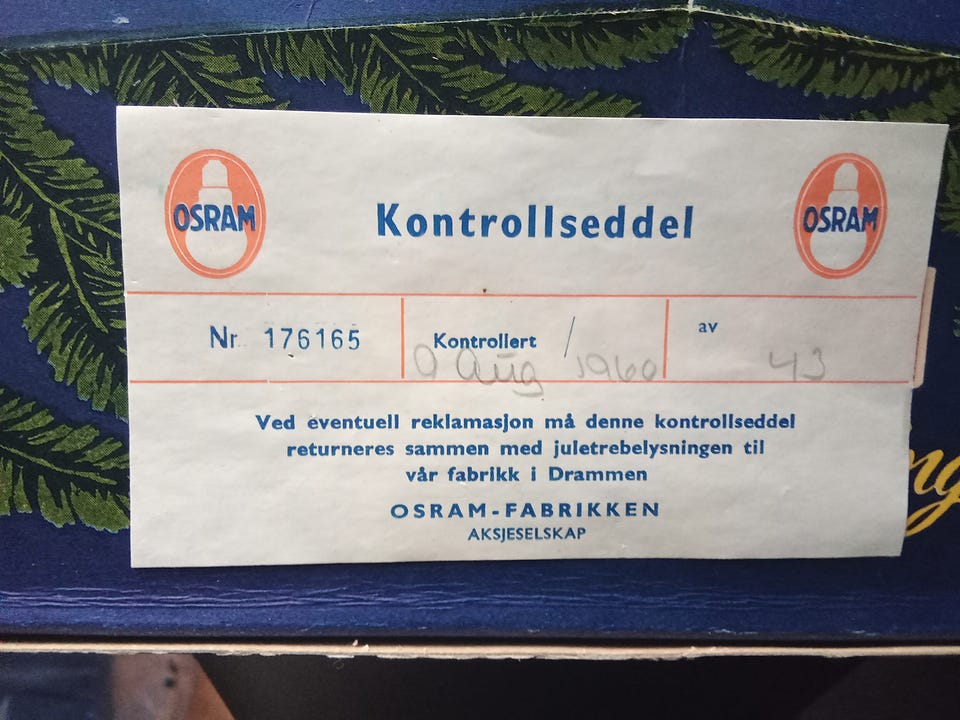 OSRAM
Kontrollseddel
OSRAM
Nr. 176165
Kontrollert /
9 Aug 1960
av
43
Ved eventuell reklamasjon må denne kontrollseddel
returneres sammen med juletrebelysningen til
vår fabrikk i Drammen
OSRAM-FABRIKKEN
AKSJESELSKAP